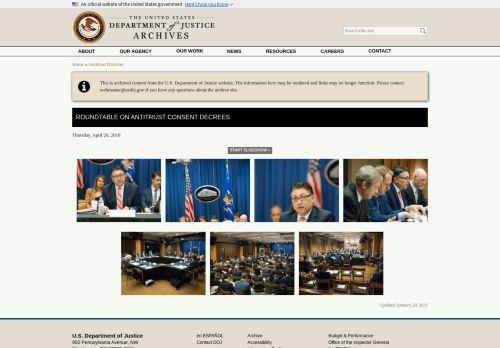 An official website of the United States government Here's how you know
THE UNITED STATES
DEPARTMENT of JUSTICE
ARCHIVES
Search this site
ABOUT OUR AGENCY OUR WORK NEWS RESOURCES CAREERS CONTACT
Home » Antitrust Division
This is archived content from the U.S. Department of Justice website. The information here may be outdated and links may no longer function. Please contact
webmaster@usdoj.gov if you have any questions about the archive site.
ROUNDTABLE ON ANTITRUST CONSENT DECREES
Thursday, April 26, 2018
START SLIDESHOW »
Updated January 20, 2021
U.S. Department of Justice en ESPAÑOL Archive Budget & Performance
950 Pennsylvania Avenue, NW Contact DOJ Accessibility Office of the Inspector General